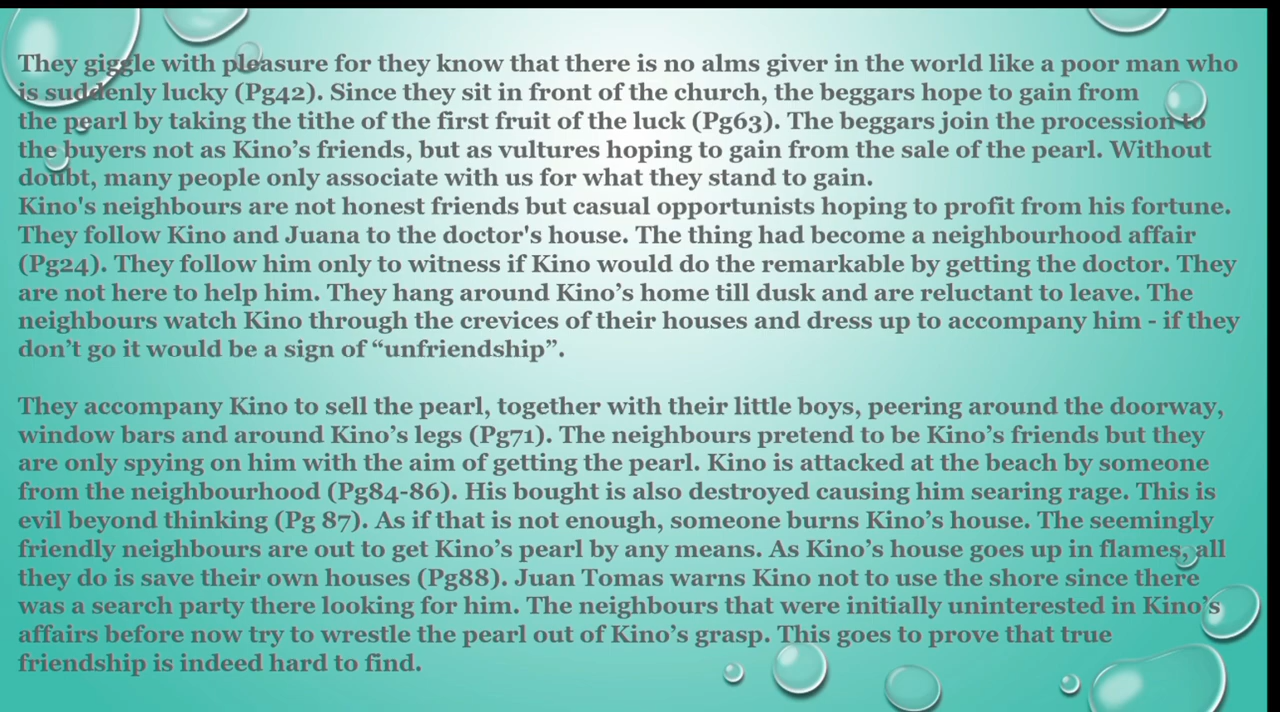 They giggle with pleasure for they know that there is no alms giver in the world like a poor man who
is suddenly lucky (Pg42). Since they sit in front of the church, the beggars hope to gain from
the pearl by taking the tithe of the first fruit of the luck (Pg63). The beggars join the procession to
the buyers not as Kino’s friends, but as vultures hoping to gain from the sale of the pearl. Without
doubt, many people only associate with us for what they stand to gain.
Kino's neighbours are not honest friends but casual opportunists hoping to profit from his fortune.
They follow Kino and Juana to the doctor's house. The thing had become a neighbourhood affair
(Pg24). They follow him only to witness if Kino would do the remarkable by getting the doctor. They
are not here to help him. They hang around Kino’s home till dusk and are reluctant to leave. The
neighbours watch Kino through the crevices of their houses and dress up to accompany him - if they
don’t go it would be a sign of “unfriendship”.
They accompany Kino to sell the pearl, together with their little boys, peering around the doorway,
window bars and around Kino’s legs (Pg71). The neighbours pretend to be Kino’s friends but they
are only spying on him with the aim of getting the pearl. Kino is attacked at the beach by someone
from the neighbourhood (Pg84-86). His bought is also destroyed causing him searing rage. This is
evil beyond thinking (Pg 87). As if that is not enough, someone burns Kino’s house. The seemingly
friendly neighbours are out to get Kino’s pearl by any means. As Kino’s house goes up in flames, all
they do is save their own houses (Pg88). Juan Tomas warns Kino not to use the shore since there
was a search party there looking for him. The neighbours that were initially uninterested in Kino’s
affairs before now try to wrestle the pearl out of Kino’s grasp. This goes to prove that true
friendship is indeed hard to find.